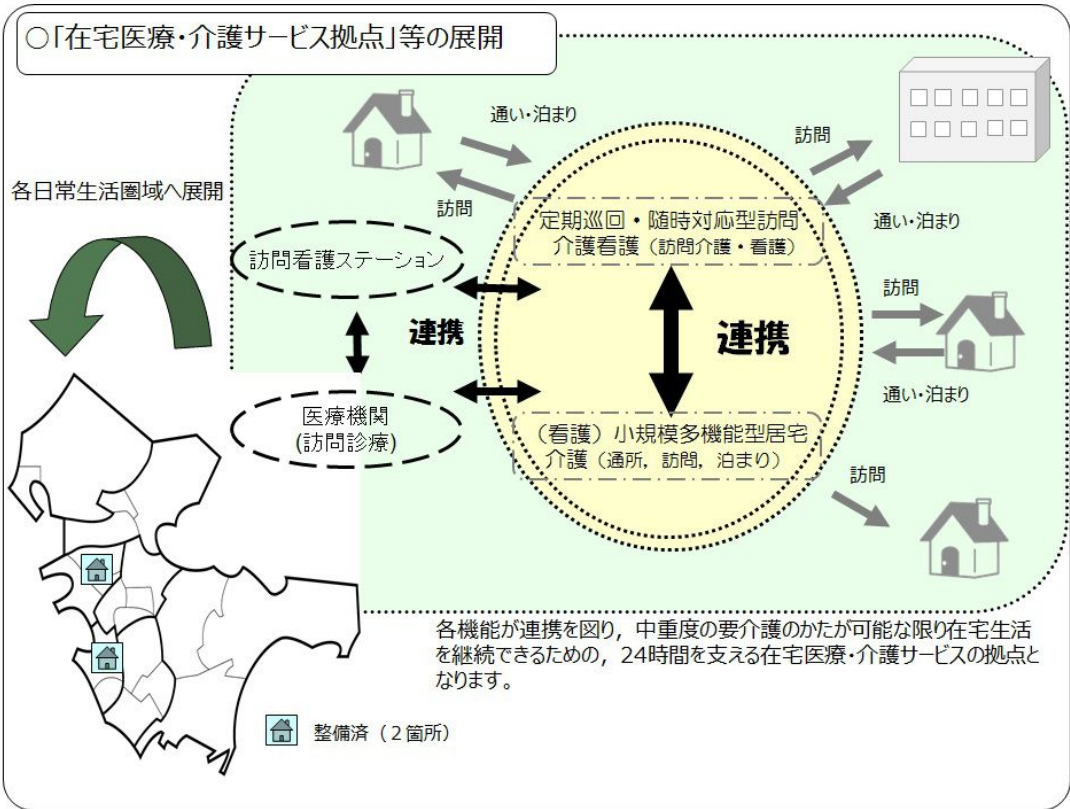 ○「在宅医療・介護サービス拠点」等の展開
通い・泊まり
訪問
訪問
通い・泊まり
各日常生活圏域へ展開
定期巡回・随時対応型訪問
介護看護（訪問介護・看護）
訪問看護ステーション
連携
連携
訪問
通い・泊まり
医療機関
(訪問診療)
（看護）小規模多機能型居宅
介護（通所，訪問，泊まり）
訪問
各機能が連携を図り，中重度の要介護のかたが可能な限り在宅生活
を継続できるための，24時間を支える在宅医療・介護サービスの拠点と
なります。
整備済（２箇所）